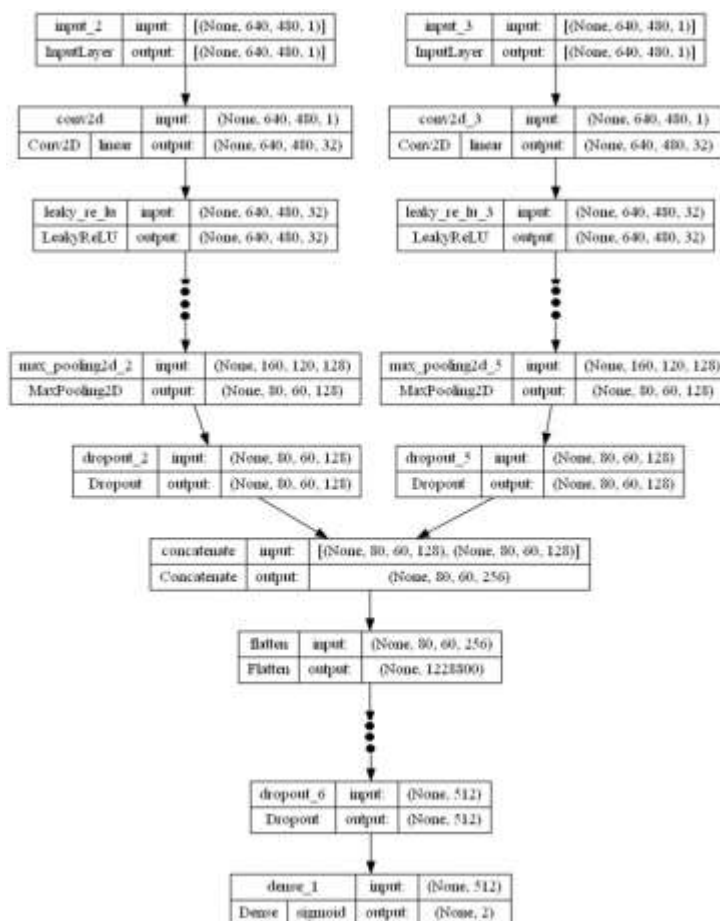 input_2 input: [(None, 640, 480, 1)]
InputLayer output: [(None, 640, 480, 1)]
input_3 input: [(None, 640, 480, 1)]
InputLayer output: [(None, 640, 480, 1)]
conv2d input: (None, 640, 480, 1)
Conv2D linear output: (None, 640, 480, 32)
conv2d_3 input: (None, 640, 480, 1)
Conv2D linear output: (None, 640, 480, 32)
leaky_re_lu input: (None, 640, 480, 32)
LeakyReLU output: (None, 640, 480, 32)
leaky_re_lu_3 input: (None, 640, 480, 32)
LeakyReLU output: (None, 640, 480, 32)
max_pooling2d_2 input: (None, 160, 120, 128)
MaxPooling2D output: (None, 80, 60, 128)
max_pooling2d_5 input: (None, 160, 120, 128)
MaxPooling2D output: (None, 80, 60, 128)
dropout_2 input: (None, 80, 60, 128)
Dropout output: (None, 80, 60, 128)
dropout_5 input: (None, 80, 60, 128)
Dropout output: (None, 80, 60, 128)
concatenate input: [(None, 80, 60, 128), (None, 80, 60, 128)]
Concatenate output: (None, 80, 60, 256)
flatten input: (None, 80, 60, 256)
Flatten output: (None, 1228800)
dropout_6 input: (None, 512)
Dropout output: (None, 512)
dense_1 input: (None, 512)
Dense sigmoid output: (None, 2)